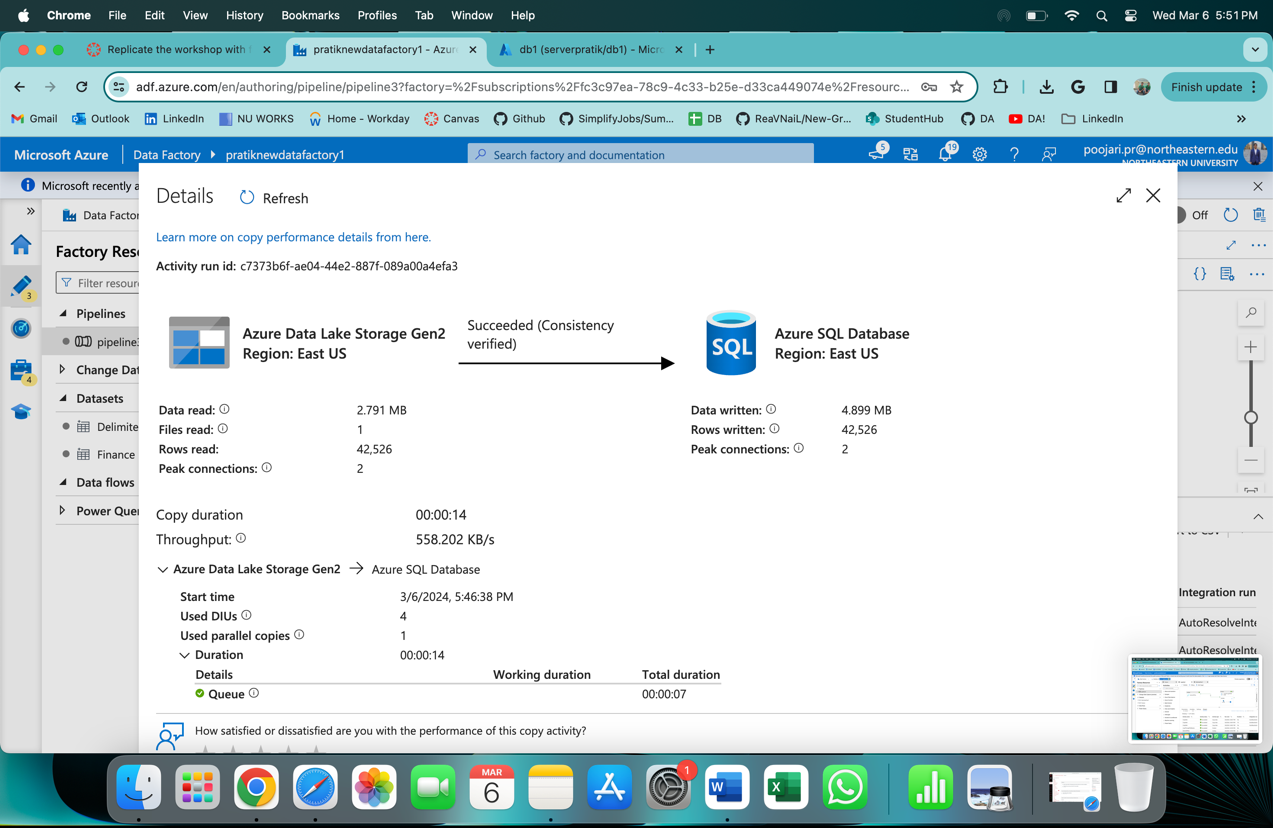 Chrome File Edit View History Bookmarks Profiles Tab Window Help Wed Mar 6 5:51 PM
Replicate the workshop with pratiknewdatafactory1 - Azur db1 (serverpratik/db1) - Micr
adf.azure.com/en/authoring/pipeline/pipeline3?factory=%2Fsubscriptions%2Ffc3c97ea-78c9-4c33-b25e-d33ca449074e%2Fresourc... Finish update
Gmail Outlook LinkedIn NU WORKS Home - Workday Canvas Github SimplifyJobs/Sum... DB ReaVNaiL/New-Gr... StudentHub DA DA! LinkedIn
Microsoft Azure Data Factory pratiknewdatafactory1 Search factory and documentation 5 19 poojari.pr@northeastern.edu
NORTHEASTERN UNIVERSITY
Microsoft recently a
Details Refresh
Data Factor Off
Learn more on copy performance details from here.
Factory Res
Activity run id: c7373b6f-ae04-44e2-887f-089a00a4efa3
Filter resour
3
Pipelines
pipeline3
Change Dat
4
Datasets
Delimite
Finance
Data flows
Power Quer
Azure Data Lake Storage Gen2
Region: East US
Succeeded (Consistency
verified)
SQL
Azure SQL Database
Region: East US
Data read: 2.791 MB Data written: 4.899 MB
Files read: 1 Rows written: 42,526
Rows read: 42,526 Peak connections: 2
Peak connections: 2
Copy duration 00:00:14
Throughput: 558.202 KB/s
Azure Data Lake Storage Gen2 Azure SQL Database
Start time 3/6/2024, 5:46:38 PM
Used DIUs 4
Used parallel copies 1
Duration 00:00:14
Details Working duration Total duration
Queue 00:00:07
How satisfied or dissatisfied are you with the performance of this copy activity?
Integration run
AutoResolveInte
AutoResolveInte
MAR
6
1
W
X